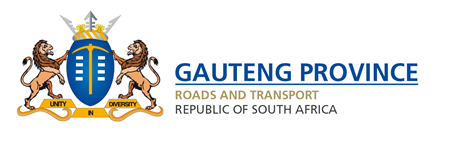 GAUTENG PROVINCE
ROADS AND TRANSPORT
REPUBLIC OF SOUTH AFRICA
UNITY IN DIVERSITY